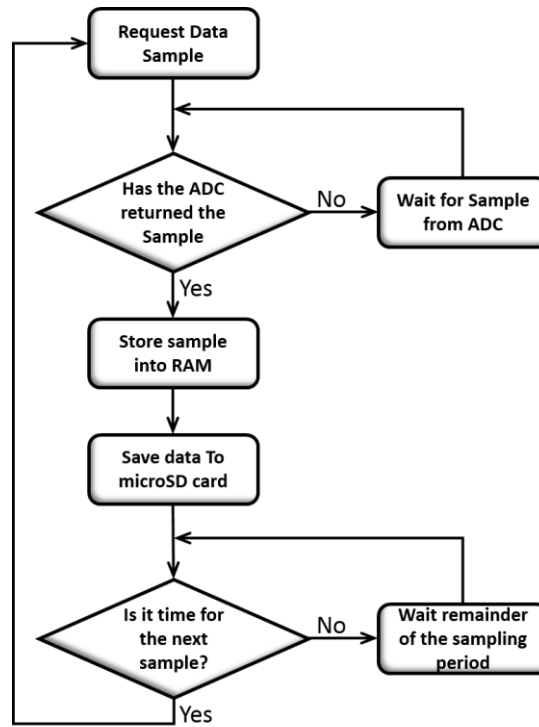 Request Data
Sample
Has the ADC
returned the
Sample
No
Wait for Sample
from ADC
Yes
Store sample
into RAM
Save data To
microSD card
Is it time for
the next
sample?
No
Wait remainder
of the sampling
period
Yes